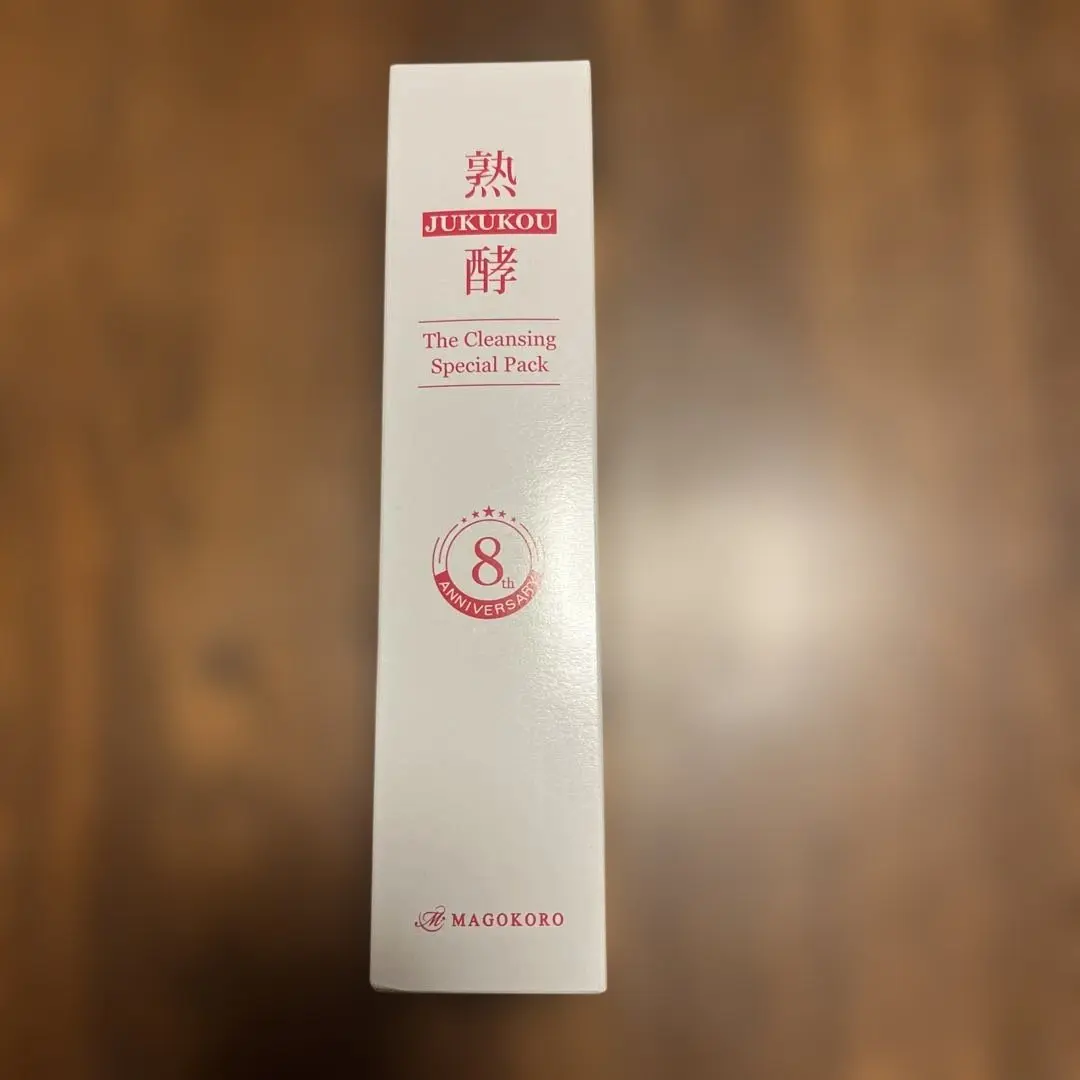 熟
JUKUKOU
酵
The Cleansing
Special Pack
8th
ANNIVERSARY
M MAGOKORO